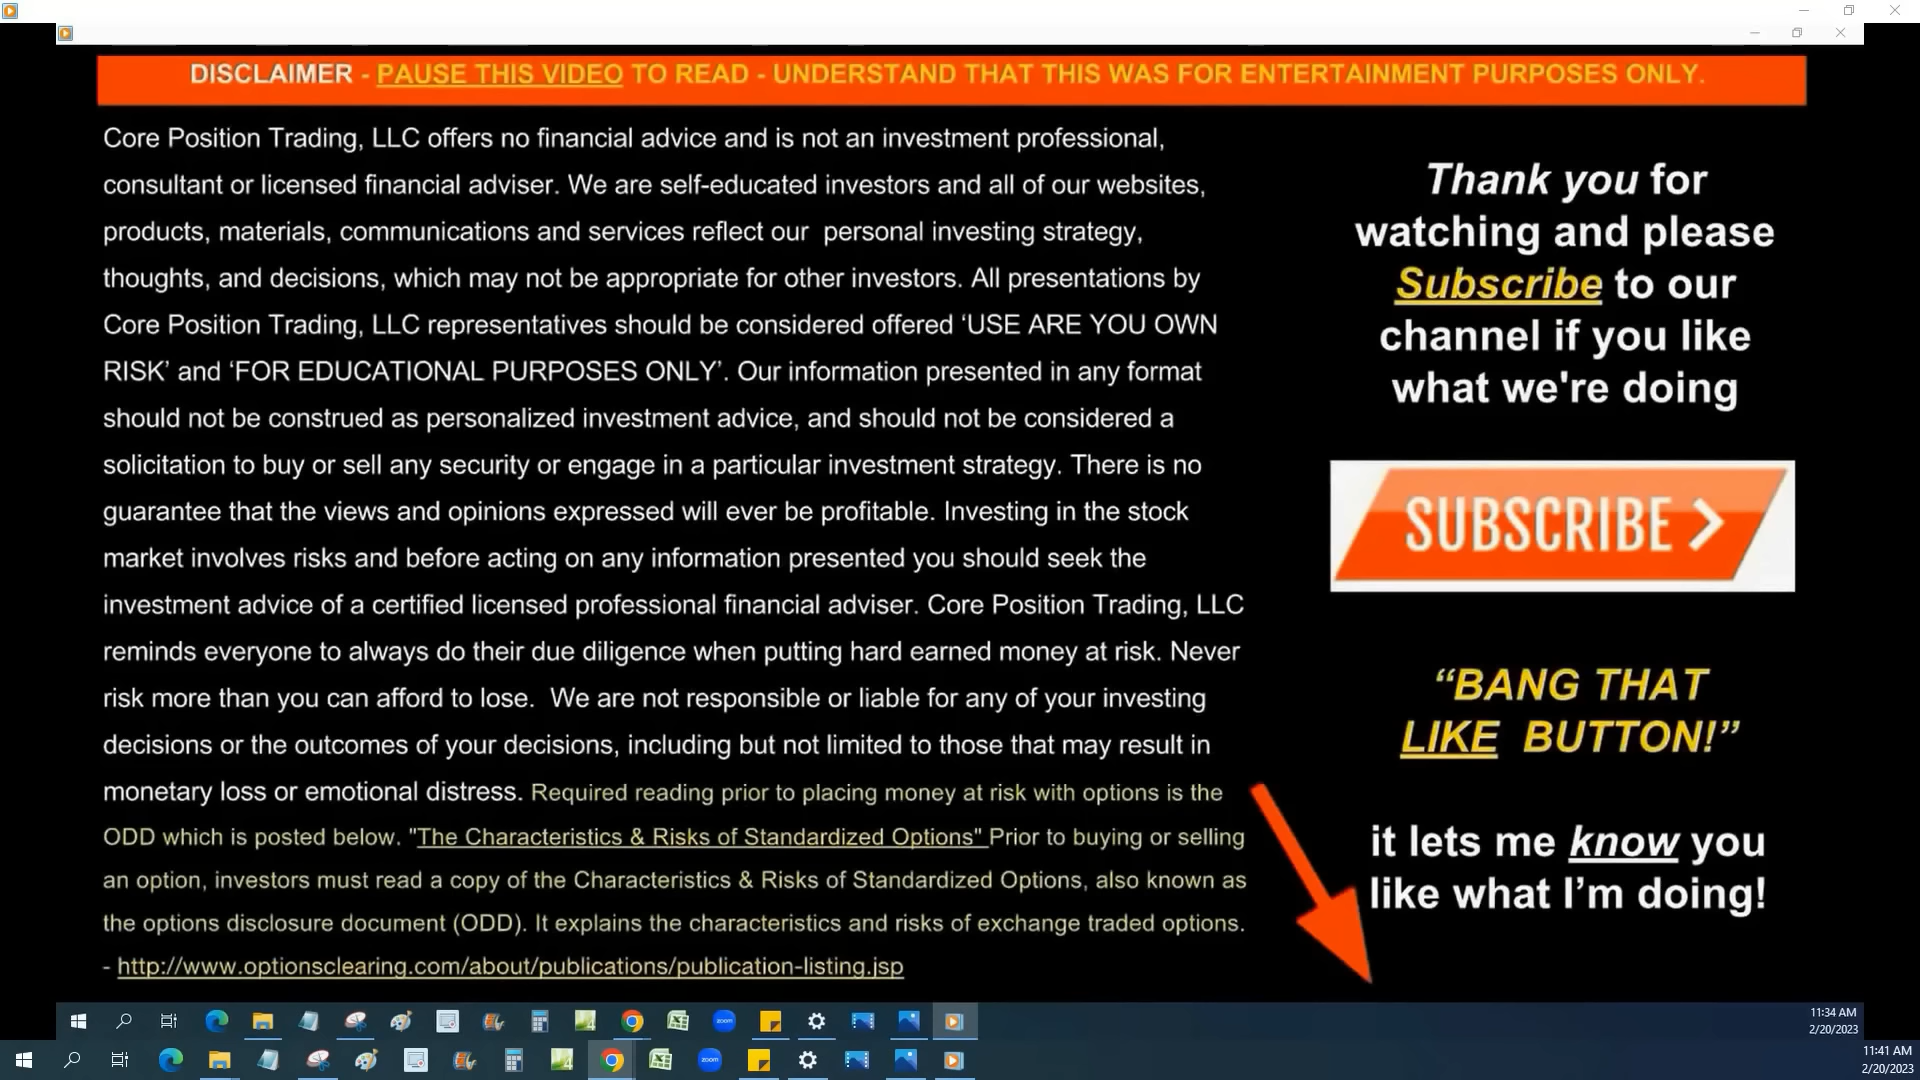 DISCLAIMER - PAUSE THIS VIDEO TO READ - UNDERSTAND THAT THIS WAS FOR ENTERTAINMENT PURPOSES ONLY.
Core Position Trading, LLC offers no financial advice and is not an investment professional,
consultant or licensed financial adviser. We are self-educated investors and all of our websites,
products, materials, communications and services reflect our  personal investing strategy,
thoughts, and decisions, which may not be appropriate for other investors. All presentations by
Core Position Trading, LLC representatives should be considered offered ‘USE ARE YOU OWN
RISK’ and ‘FOR EDUCATIONAL PURPOSES ONLY’. Our information presented in any format
should not be construed as personalized investment advice, and should not be considered a
solicitation to buy or sell any security or engage in a particular investment strategy. There is no
guarantee that the views and opinions expressed will ever be profitable. Investing in the stock
market involves risks and before acting on any information presented you should seek the
investment advice of a certified licensed professional financial adviser. Core Position Trading, LLC
reminds everyone to always do their due diligence when putting hard earned money at risk. Never
risk more than you can afford to lose.  We are not responsible or liable for any of your investing
decisions or the outcomes of your decisions, including but not limited to those that may result in
monetary loss or emotional distress. Required reading prior to placing money at risk with options is the
ODD which is posted below. "The Characteristics & Risks of Standardized Options" Prior to buying or selling
an option, investors must read a copy of the Characteristics & Risks of Standardized Options, also known as
the options disclosure document (ODD). It explains the characteristics and risks of exchange traded options.
- http://www.optionsclearing.com/about/publications/publication-listing.jsp
Thank you for
watching and please
Subscribe to our
channel if you like
what we're doing
SUBSCRIBE >
“BANG THAT
LIKE  BUTTON!”
it lets me know you
like what I’m doing!
zoom
11:34 AM
2/20/2023
zoom
11:41 AM
2/20/2023